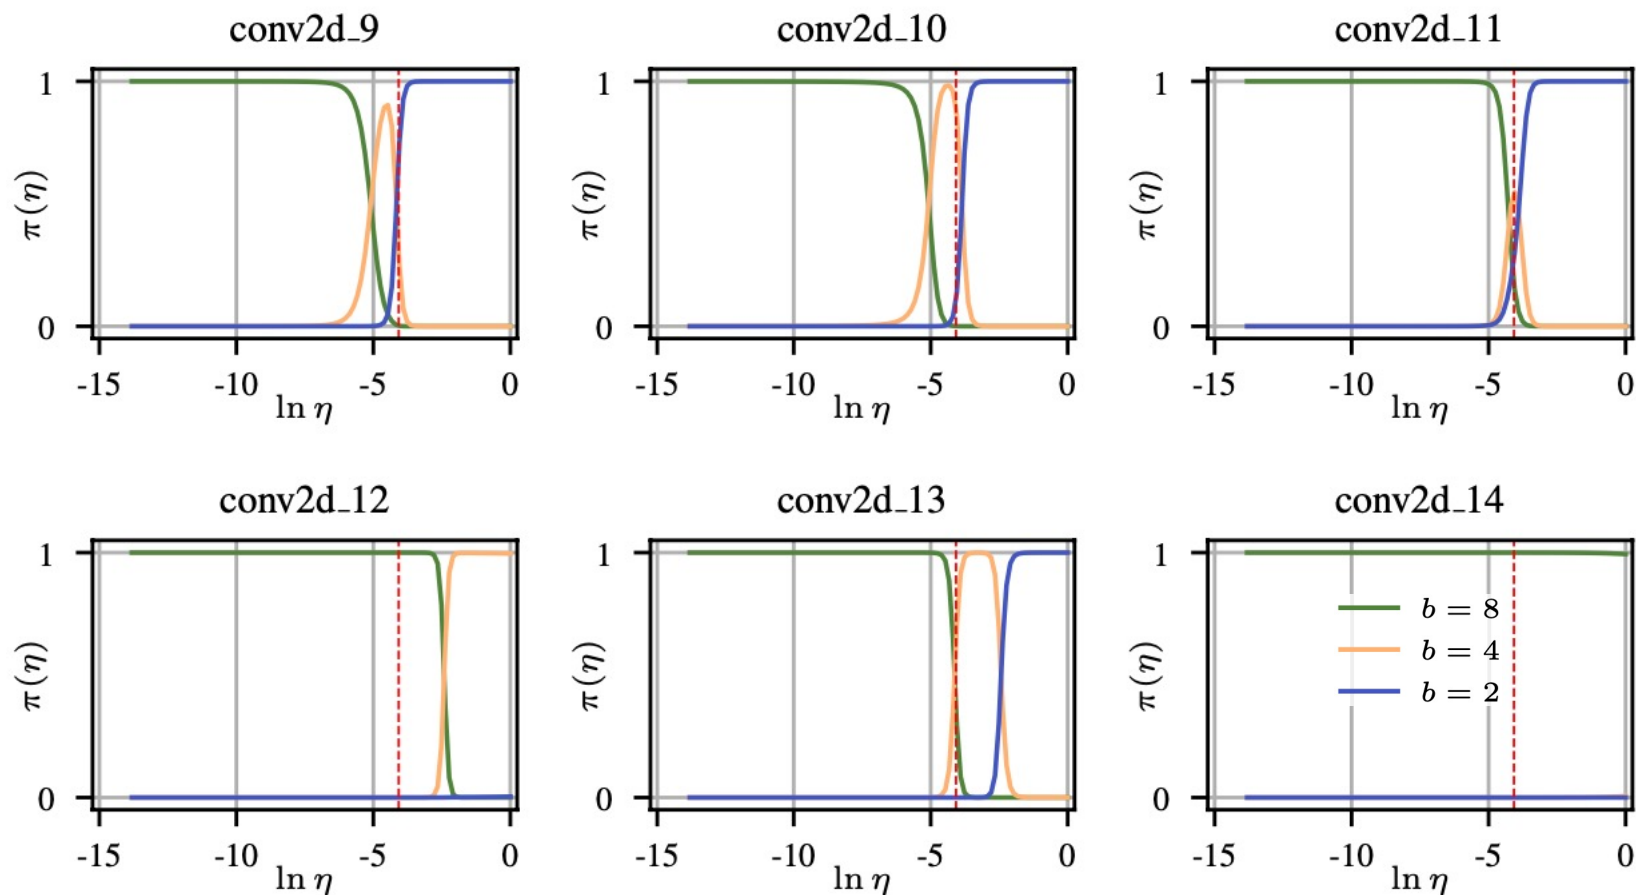 conv2d_9
conv2d_10
conv2d_11
1
0
π(η)
-15 -10 -5 0
ln η
1
0
π(η)
-15 -10 -5 0
ln η
1
0
π(η)
-15 -10 -5 0
ln η
conv2d_12
conv2d_13
conv2d_14
1
0
π(η)
-15 -10 -5 0
ln η
1
0
π(η)
-15 -10 -5 0
ln η
1
0
π(η)
b = 8
b = 4
b = 2
-15 -10 -5 0
ln η